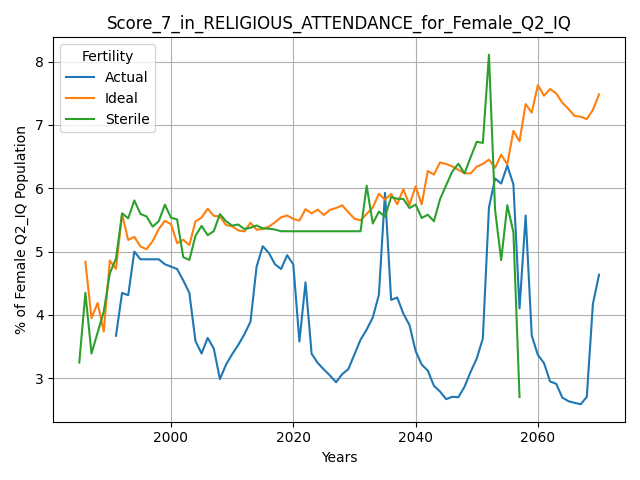 Score_7_in_RELIGIOUS_ATTENDANCE_for_Female_Q2_IQ
Fertility
Actual
Ideal
Sterile
% of Female Q2_IQ Population
8
7
6
5
4
3
2000
2020
2040
2060
Years